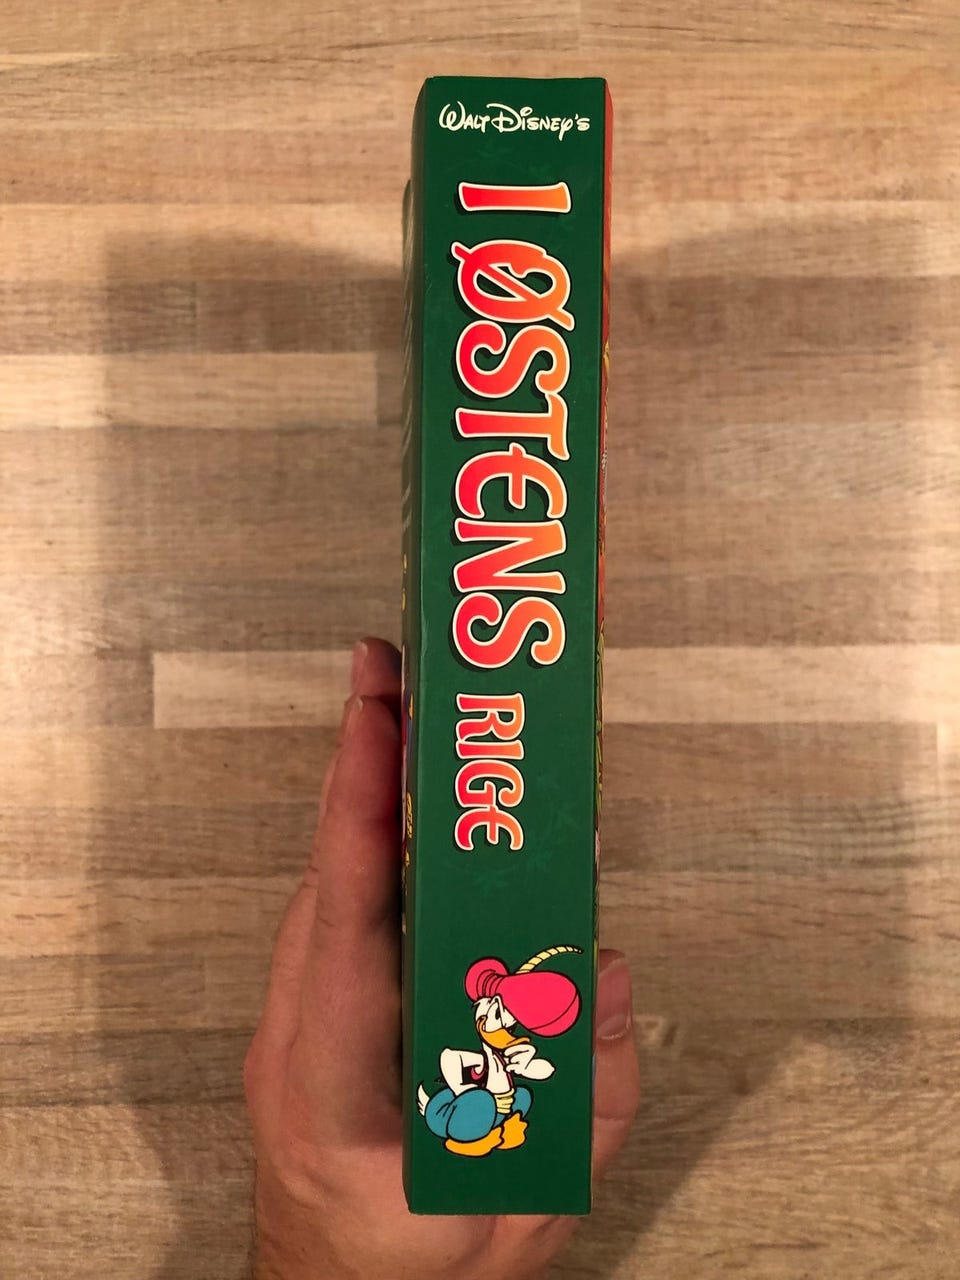 WALT DISNEY'S
I ØSTENS RIGE